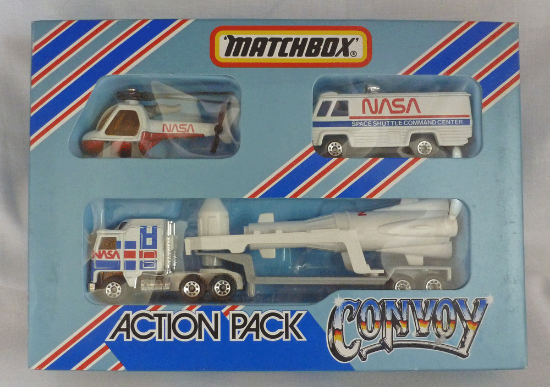 "MATCHBOX"
NASA
NASA
SPACE SHUTTLE COMMAND CENTER
NASA
ACTION PACK
CONVOY